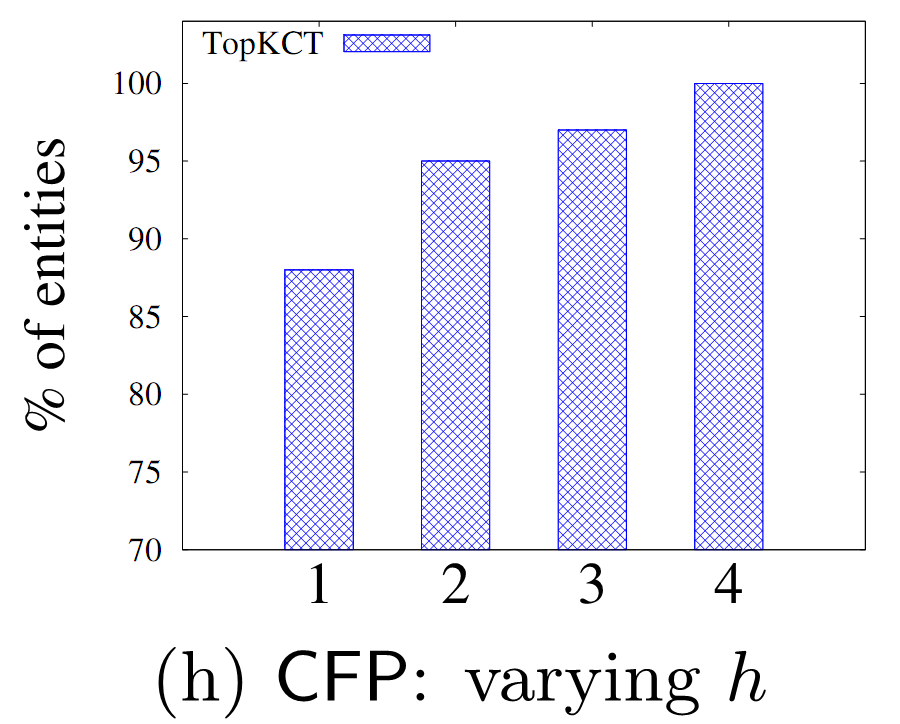 TopKCT
100
95
90
85
80
75
70
% of entities
1 2 3 4
(h) CFP: varying h